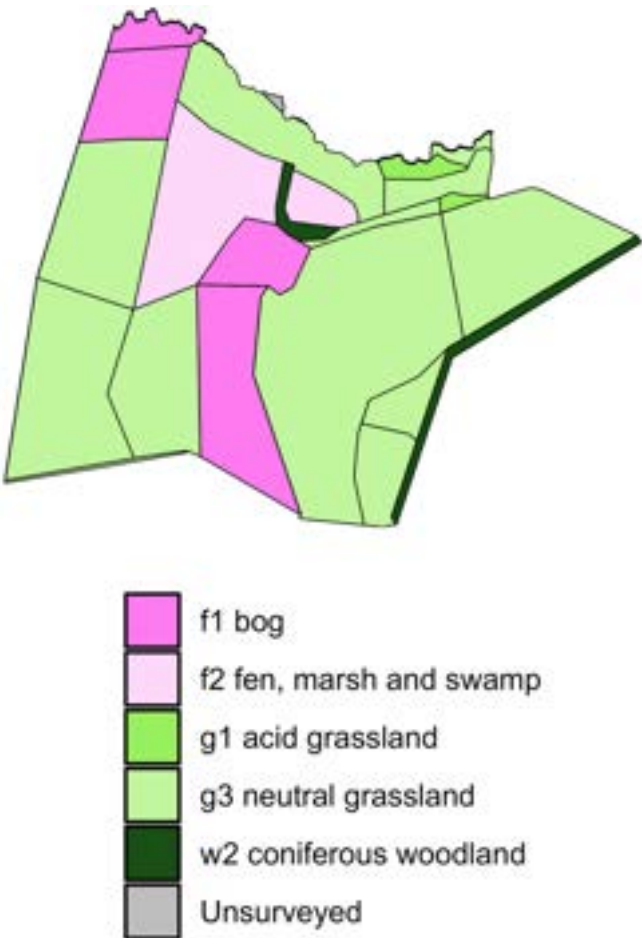 f1 bog
f2 fen, marsh and swamp
g1 acid grassland
g3 neutral grassland
w2 coniferous woodland
Unsurveyed